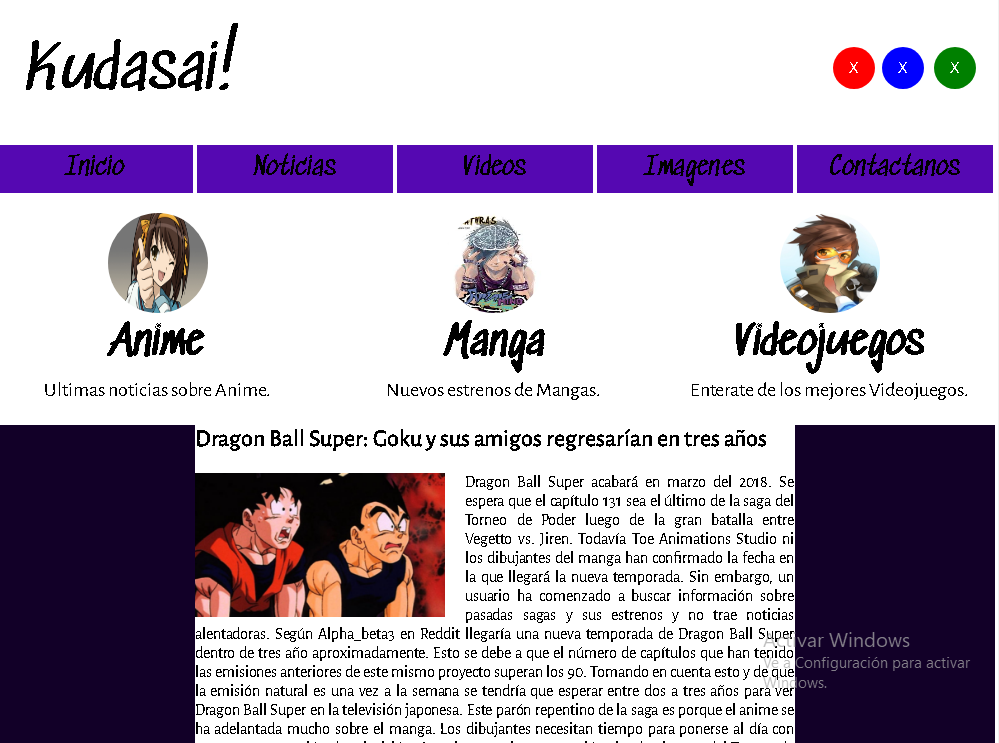 Kudasai!
X X X
Inicio Noticias Videos Imagenes Contactanos
Anime Manga Videojuegos
Ultimas noticias sobre Anime. Nuevos estrenos de Mangas. Enterate de los mejores Videojuegos.
Dragon Ball Super: Goku y sus amigos regresarían en tres años
Dragon Ball Super acabará en marzo del 2018. Se
espera que el capítulo 131 sea el último de la saga del
Torneo de Poder luego de la gran batalla entre
Vegetto vs. Jiren. Todavía Toe Animations Studio ni
los dibujantes del manga han confirmado la fecha en
la que llegará la nueva temporada. Sin embargo, un
usuario ha comenzado a buscar información sobre
pasadas sagas y sus estrenos y no trae noticias
alentadoras. Según Alpha_beta3 en Reddit llegaría una nueva temporada de Dragon Ball Super
dentro de tres año aproximadamente. Esto se debe a que el número de capítulos que han tenido
las emisiones anteriores de este mismo proyecto superan los 90. Tomando en cuenta esto y de que
la emisión natural es una vez a la semana se tendría que esperar entre dos a tres años para ver
Dragon Ball Super en la televisión japonesa. Este parón repentino de la saga es porque el anime se
ha adelantada mucho sobre el manga. Los dibujantes necesitan tiempo para ponerse al día con
Activar Windows
Ve a Configuración para activar
Windows.